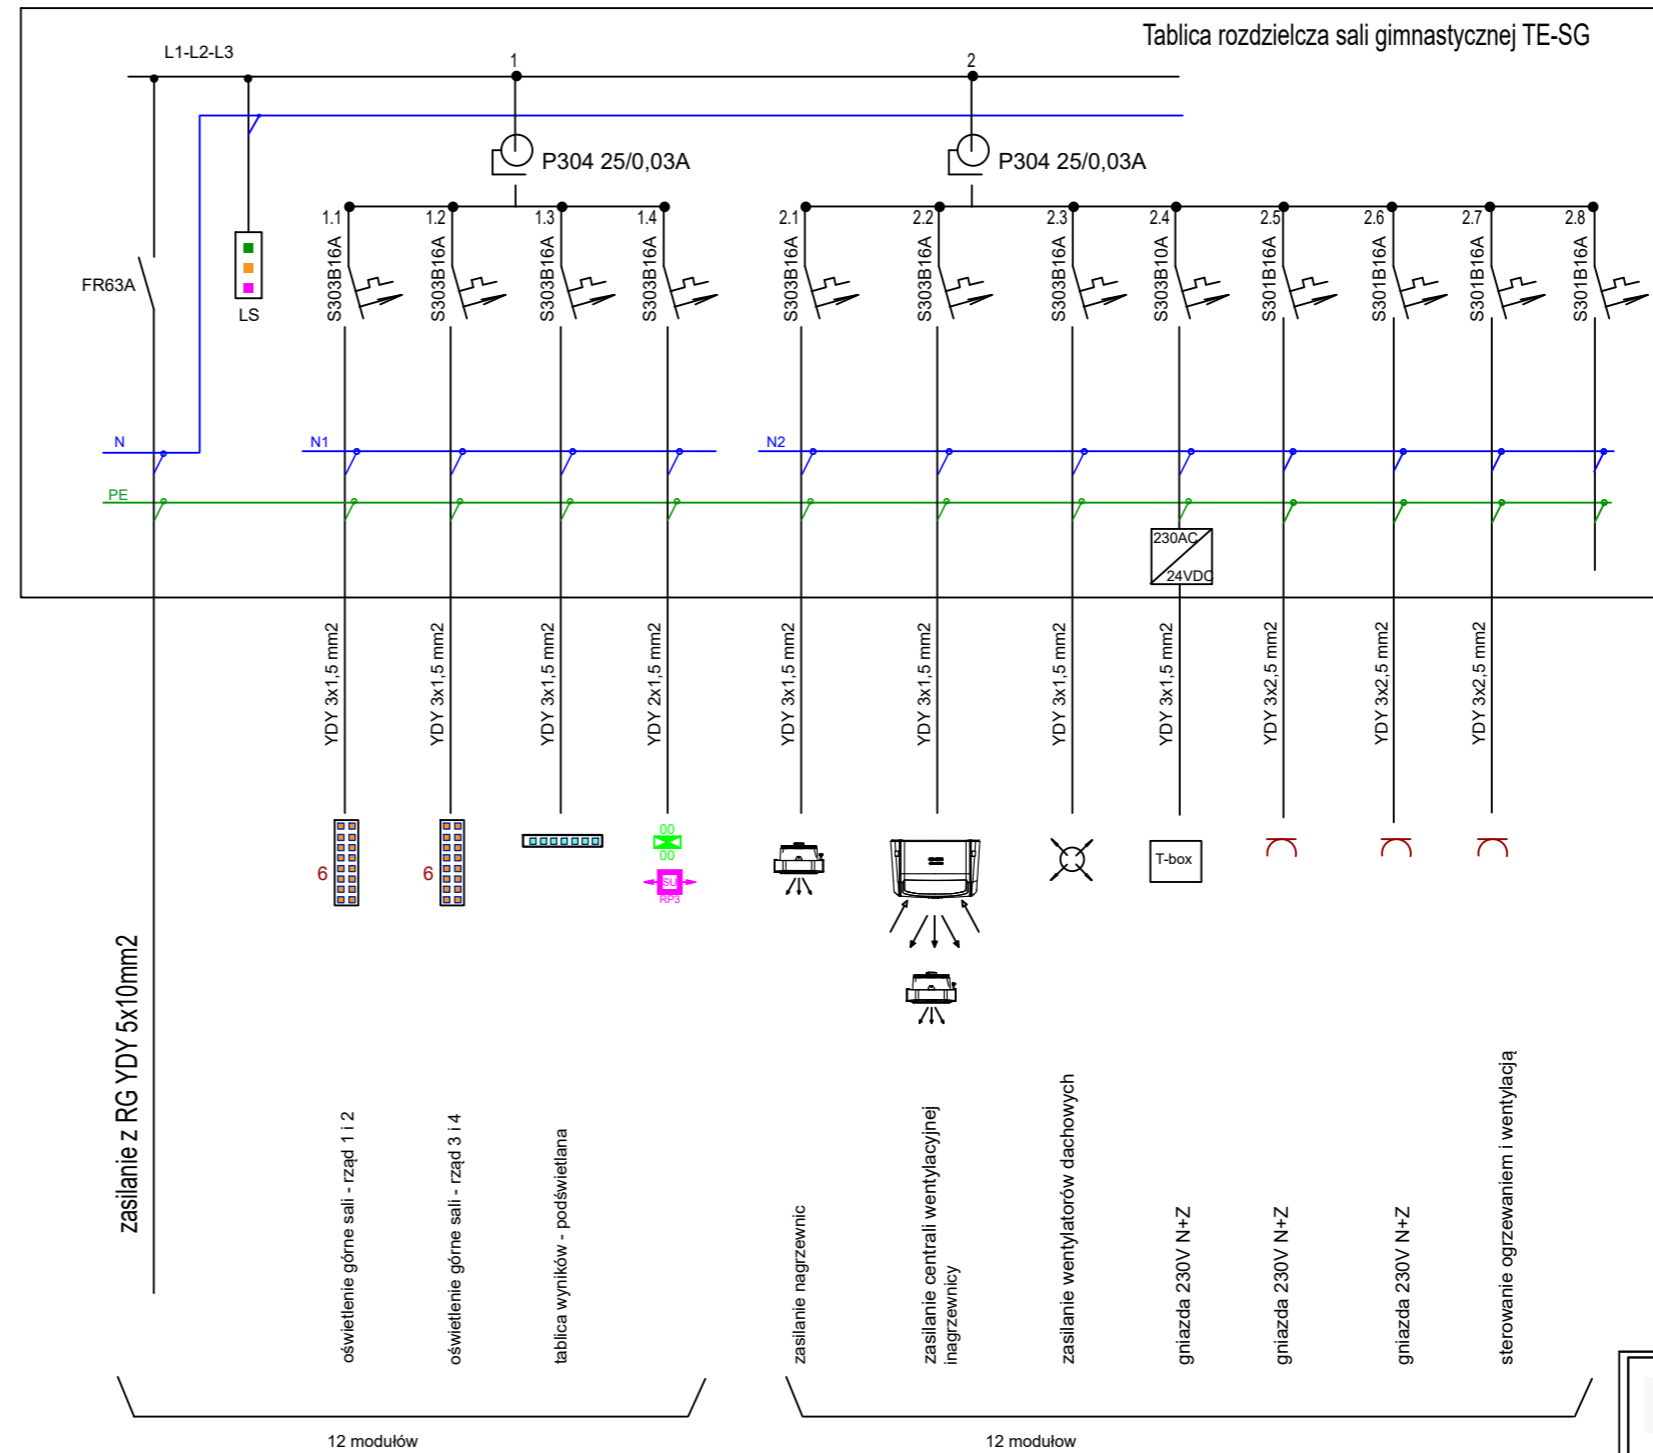 Tablica rozdzielcza sali gimnastycznej TE-SG
L1-L2-L3
1
2
P304 25/0,03A
P304 25/0,03A
1.1
1.2
1.3
1.4
2.1
2.2
2.3
2.4
2.5
2.6
2.7
2.8
S303B16A
S303B16A
S303B16A
S303B16A
S303B16A
S303B16A
S303B16A
S303B10A
S301B16A
S301B16A
S301B16A
S301B16A
FR63A
LS
N
N1
N2
PE
230AC
24VDC
YDY 3x1,5 mm2
YDY 3x1,5 mm2
YDY 3x1,5 mm2
YDY 2x1,5 mm2
YDY 3x1,5 mm2
YDY 3x1,5 mm2
YDY 3x1,5 mm2
YDY 3x1,5 mm2
YDY 3x2,5 mm2
YDY 3x2,5 mm2
YDY 3x2,5 mm2
6
6
00
00
SU
RP3
T-box
zasilanie z RG YDY 5x10mm2
oświetlenie górne sali - rząd 1 i 2
oświetlenie górne sali - rząd 3 i 4
tablica wyników - podświetlana
zasilanie nagrzewnic
zasilanie centrali wentylacyjnej
inagrzewnicy
zasilanie wentylatorów dachowych
gniazda 230V N+Z
gniazda 230V N+Z
gniazda 230V N+Z
sterowanie ogrzewaniem i wentylacją
12 modułów
12 modułow